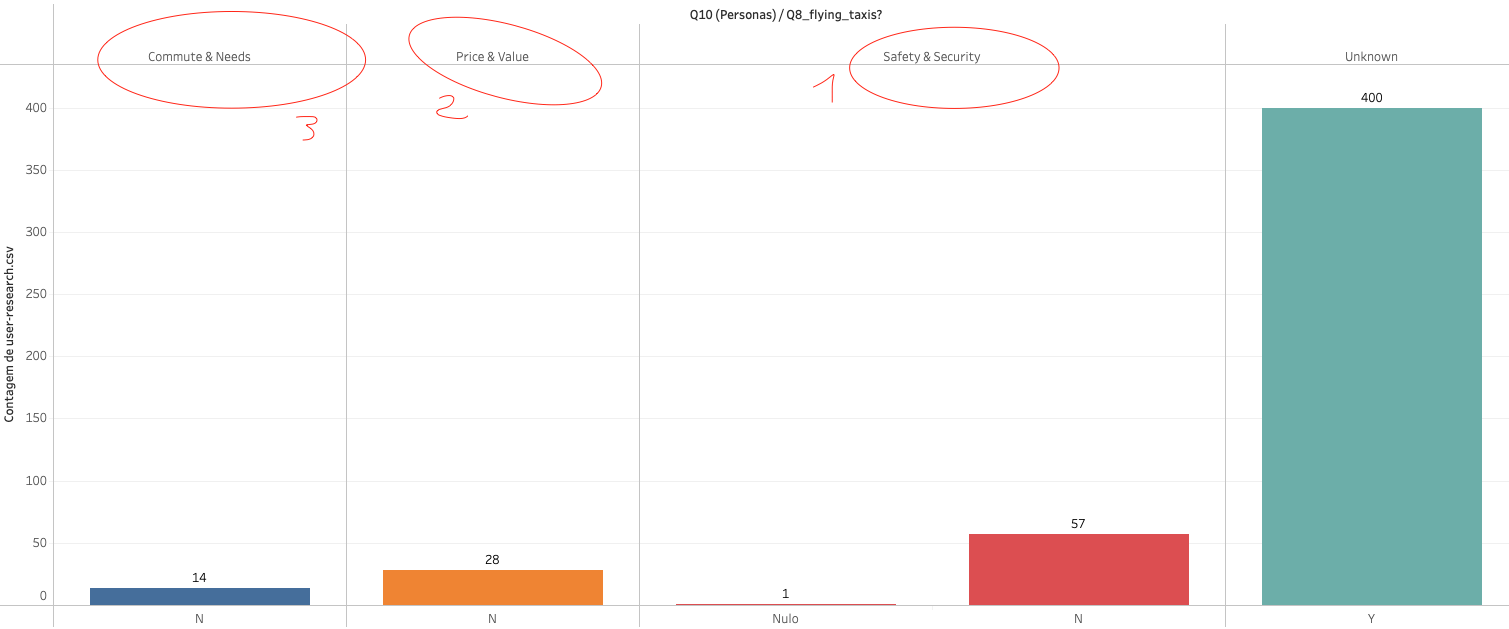 Q10 (Personas) / Q8_flying_taxis?
Commute & Needs
Price & Value
Safety & Security
Unknown
3
2
1
Contagem de user-research.csv
400
350
300
250
200
150
100
50
0
14
28
1
57
400
N
N
Nulo
N
Y